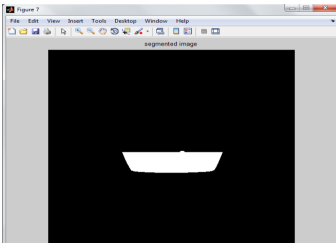 Figure 7
File Edit View Insert Tools Desktop Window Help
segmented image